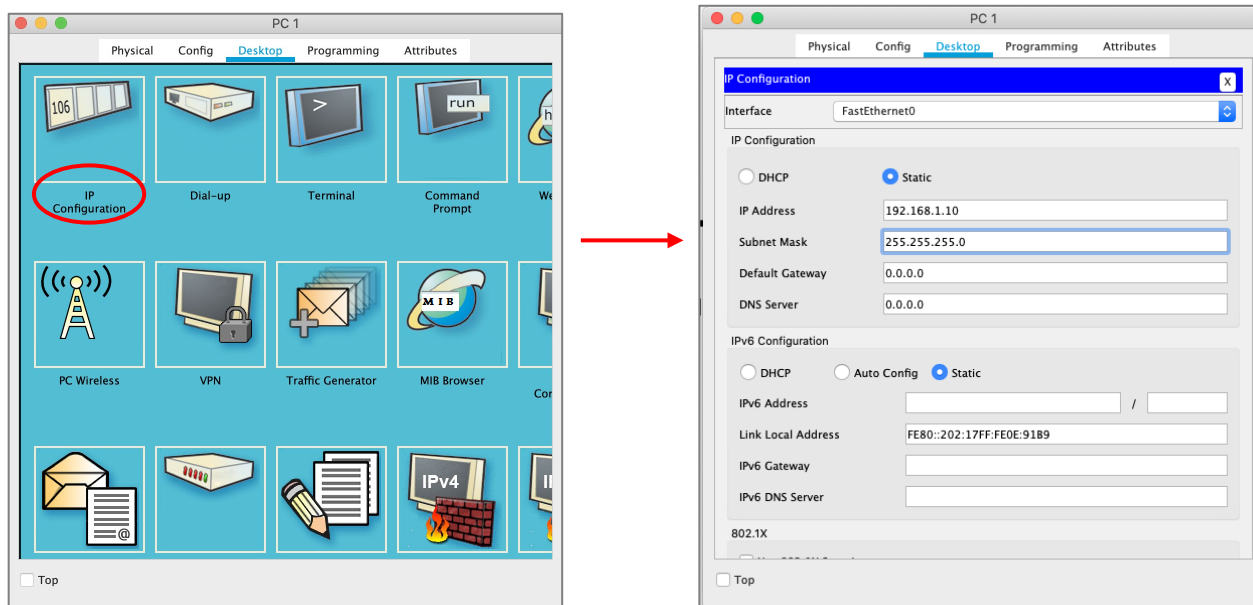 PC 1
Physical Config Desktop Programming Attributes
106
>
run
IP
Configuration
Dial-up
Terminal
Command
Prompt
MIB
PC Wireless
VPN
Traffic Generator
MIB Browser
@
IPv4
Top
PC 1
Physical Config Desktop Programming Attributes
IP Configuration
X
Interface FastEthernet0
IP Configuration
DHCP Static
IP Address 192.168.1.10
Subnet Mask 255.255.255.0
Default Gateway 0.0.0.0
DNS Server 0.0.0.0
IPv6 Configuration
DHCP Auto Config Static
IPv6 Address /
Link Local Address FE80::202:17FF:FE0E:91B9
IPv6 Gateway
IPv6 DNS Server
802.1X
Top